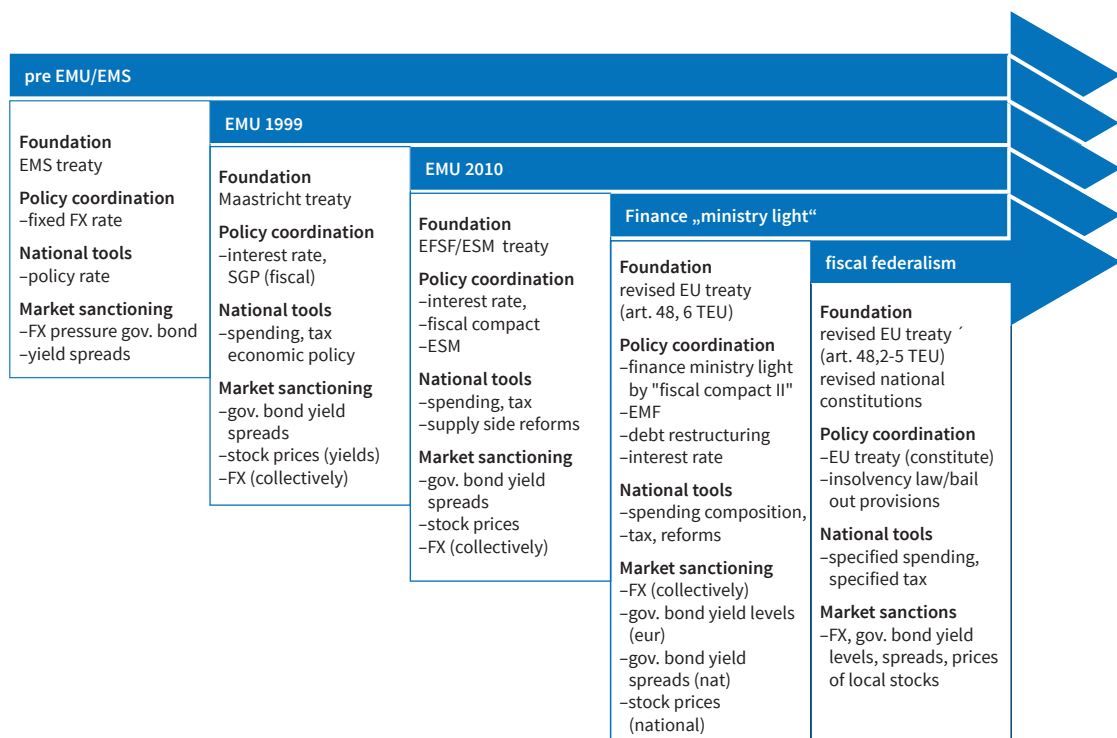 pre EMU/EMS
Foundation
EMS treaty
Policy coordination
–fixed FX rate
National tools
–policy rate
Market sanctioning
–FX pressure gov. bond
–yield spreads
EMU 1999
Foundation
Maastricht treaty
Policy coordination
–interest rate,
SGP (fiscal)
National tools
–spending, tax
economic policy
Market sanctioning
–gov. bond yield
spreads
–stock prices (yields)
–FX (collectively)
EMU 2010
Foundation
EFSF/ESM treaty
Policy coordination
–interest rate,
–fiscal compact
–ESM
National tools
–spending, tax
–supply side reforms
Market sanctioning
–gov. bond yield
spreads
–stock prices
–FX (collectively)
Finance „ministry light“
Foundation
revised EU treaty
(art. 48, 6 TEU)
Policy coordination
–finance ministry light
by "fiscal compact II"
–EMF
–debt restructuring
–interest rate
National tools
–spending composition,
–tax, reforms
Market sanctioning
–FX (collectively)
–gov. bond yield levels
(eur)
–gov. bond yield
spreads (nat)
–stock prices
(national)
fiscal federalism
Foundation
revised EU treaty ´
(art. 48,2-5 TEU)
revised national
constitutions
Policy coordination
–EU treaty (constitute)
–insolvency law/bail
out provisions
National tools
–specified spending,
specified tax
Market sanctions
–FX, gov. bond yield
levels, spreads, prices
of local stocks